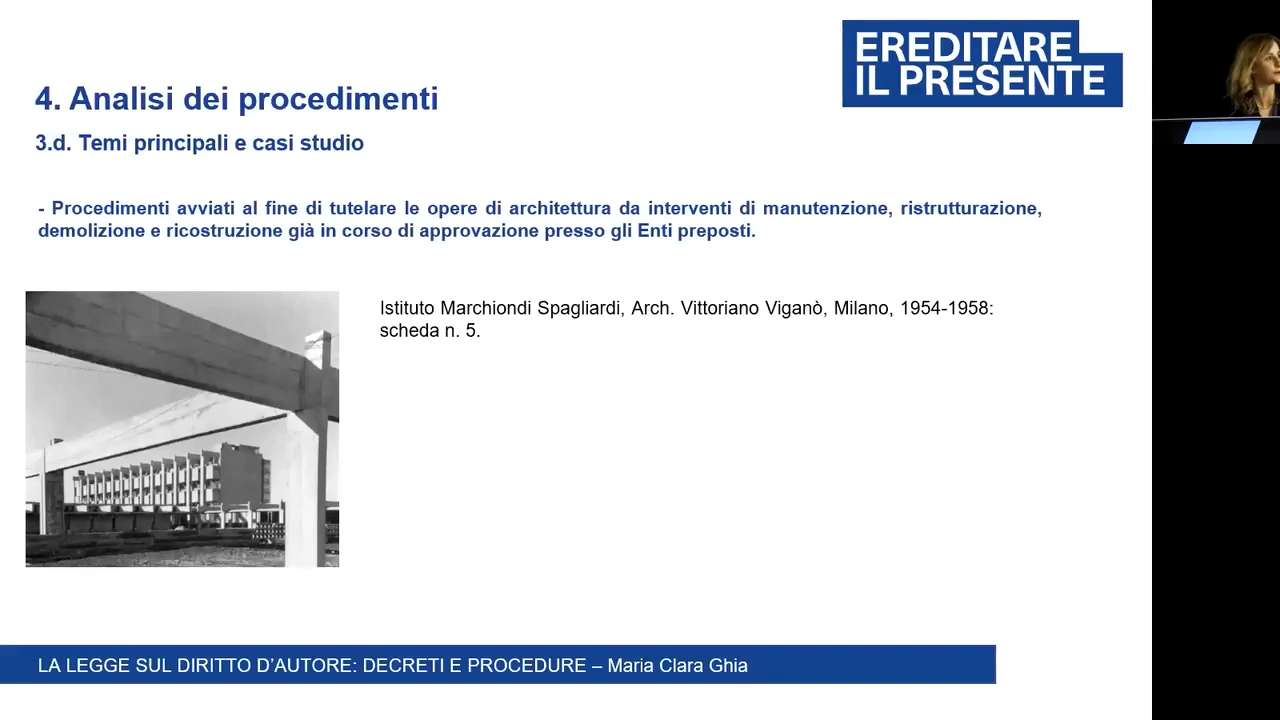 EREDITARE
IL PRESENTE
4. Analisi dei procedimenti
3.d. Temi principali e casi studio
- Procedimenti avviati al fine di tutelare le opere di architettura da interventi di manutenzione, ristrutturazione,
demolizione e ricostruzione già in corso di approvazione presso gli Enti preposti.
Istituto Marchiondi Spagliardi, Arch. Vittoriano Viganò, Milano, 1954-1958:
scheda n. 5.
LA LEGGE SUL DIRITTO D’AUTORE: DECRETI E PROCEDURE – Maria Clara Ghia